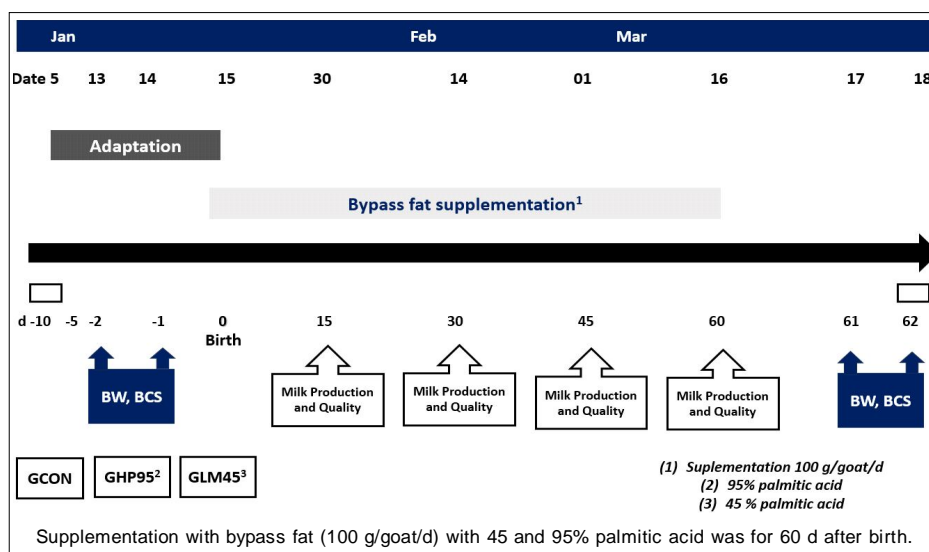 Jan Feb Mar
Date 5 13 14 15 30 14 01 16 17 18
Adaptation
Bypass fat supplementation1
d -10 -5 -2 -1 0 15 30 45 60 61 62
Birth
BW, BCS
Milk Production
and Quality
Milk Production
and Quality
Milk Production
and Quality
Milk Production
and Quality
BW, BCS
GCON GHP95² GLM45³
(1) Suplementation 100 g/goat/d
(2) 95% palmitic acid
(3) 45 % palmitic acid
Supplementation with bypass fat (100 g/goat/d) with 45 and 95% palmitic acid was for 60 d after birth.